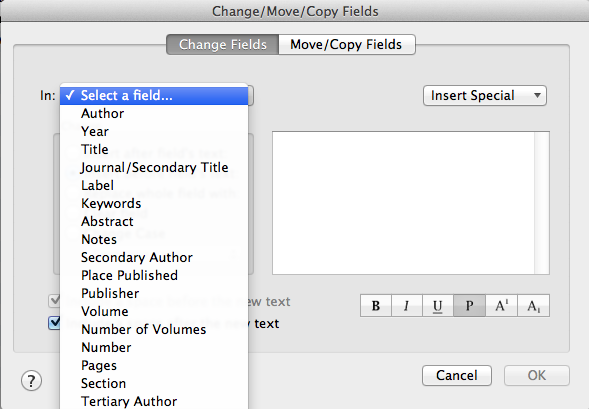 Change/Move/Copy Fields
Change Fields Move/Copy Fields
In: ✓ Select a field... Insert Special
Author
Year
Title
Journal/Secondary Title
Label
Keywords
Abstract
Notes
Secondary Author
Place Published
Publisher
Volume new text
Number of Volumes new text
Number
Pages
Section
Tertiary Author
B I U P A¹ A₁
? Cancel OK